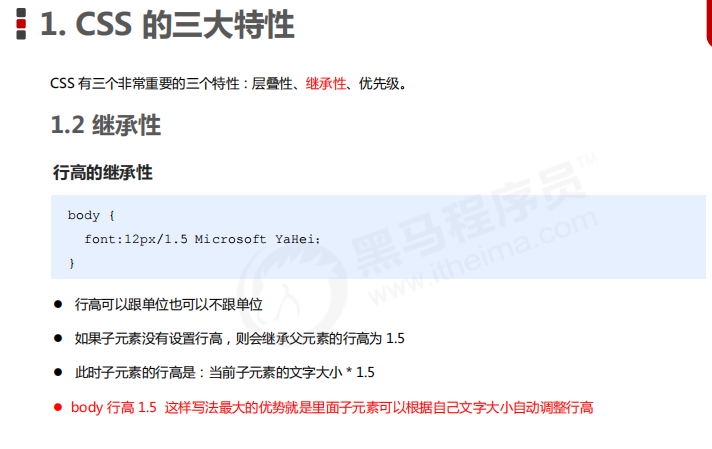 1. CSS 的三大特性
CSS 有三个非常重要的三个特性：层叠性、继承性、优先级。
1.2 继承性
行高的继承性
body {
font:12px/1.5 Microsoft YaHei;
}
行高可以跟单位也可以不跟单位
如果子元素没有设置行高，则会继承父元素的行高为 1.5
此时子元素的行高是：当前子元素的文字大小 * 1.5
body 行高 1.5 这样写法最大的优势就是里面子元素可以根据自己文字大小自动调整行高
黑马程序员™
www.itheima.com